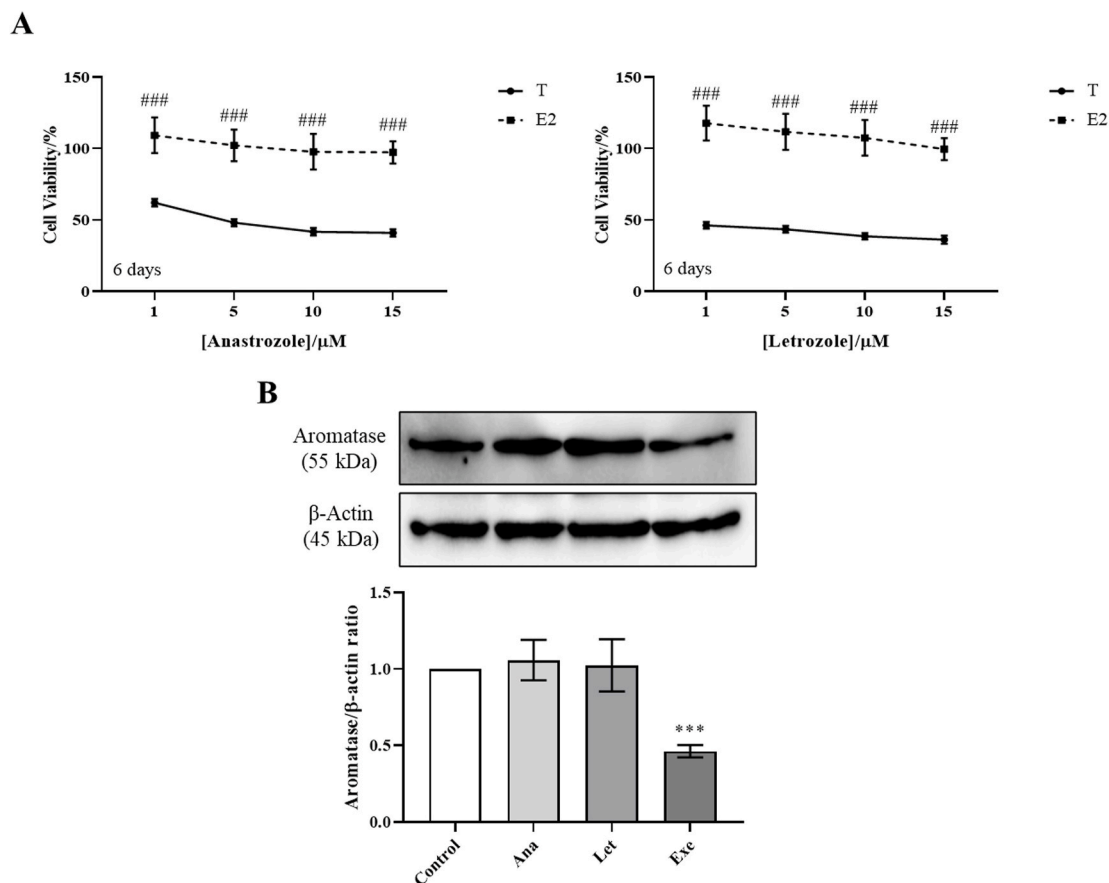 A
150
100
50
0
Cell Viability/%
###
###
###
###
6 days
1
5
10
15
[Anastrozole]/μM
T
E2
150
100
50
0
Cell Viability/%
###
###
###
###
6 days
1
5
10
15
[Letrozole]/μM
T
E2
B
Aromatase
(55 kDa)
β-Actin
(45 kDa)
Aromatase/β-actin ratio
1.5
1.0
0.5
0.0
***
Control
Ana
Let
Exe